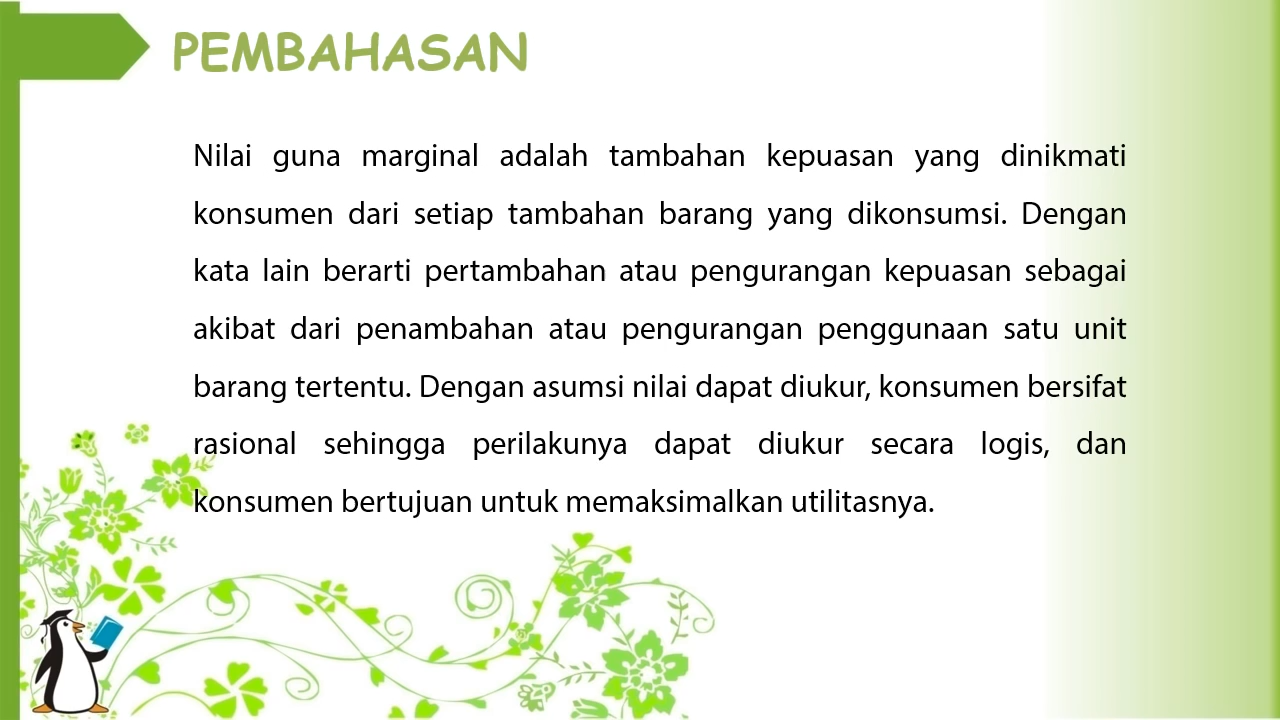 PEMBAHASAN
Nilai guna marginal adalah tambahan kepuasan yang dinikmati
konsumen dari setiap tambahan barang yang dikonsumsi. Dengan
kata lain berarti pertambahan atau pengurangan kepuasan sebagai
akibat dari penambahan atau pengurangan penggunaan satu unit
barang tertentu. Dengan asumsi nilai dapat diukur, konsumen bersifat
rasional sehingga perilakunya dapat diukur secara logis, dan
konsumen bertujuan untuk memaksimalkan utilitasnya.